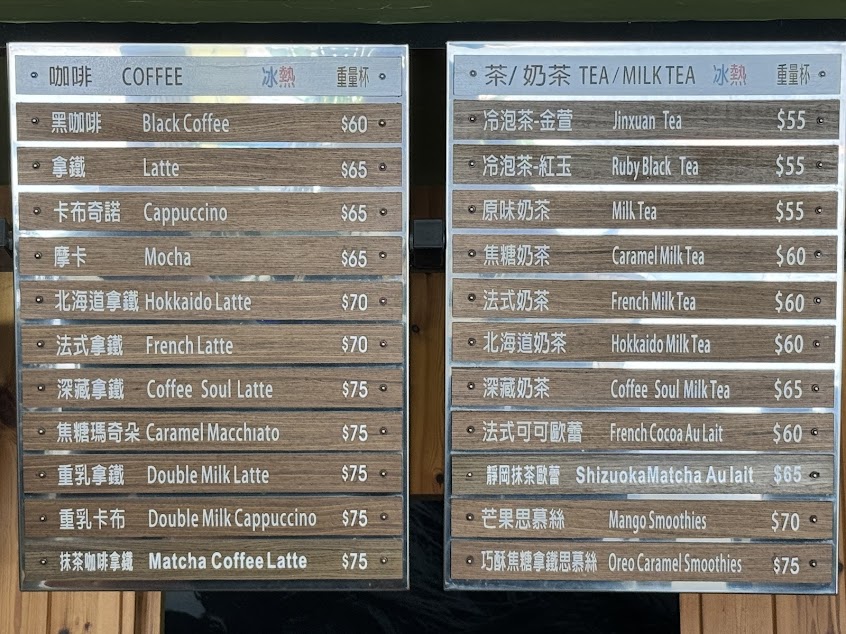 咖啡 COFFEE 冰熱 重量杯
黑咖啡 Black Coffee $60
拿鐵 Latte $65
卡布奇諾 Cappuccino $65
摩卡 Mocha $65
北海道拿鐵 Hokkaido Latte $70
法式拿鐵 French Latte $70
深藏拿鐵 Coffee Soul Latte $75
焦糖瑪奇朵 Caramel Macchiato $75
重乳拿鐵 Double Milk Latte $75
重乳卡布 Double Milk Cappuccino $75
抹茶咖啡拿鐵 Matcha Coffee Latte $75
茶/奶茶 TEA/MILK TEA 冰熱 重量杯
冷泡茶-金萱 Jinxuan Tea $55
冷泡茶-紅玉 Ruby Black Tea $55
原味奶茶 Milk Tea $55
焦糖奶茶 Caramel Milk Tea $60
法式奶茶 French Milk Tea $60
北海道奶茶 Hokkaido Milk Tea $60
深藏奶茶 Coffee Soul Milk Tea $65
法式可可歐蕾 French Cocoa Au Lait $60
靜岡抹茶歐蕾 ShizuokaMatcha Au lait $65
芒果思慕絲 Mango Smoothies $70
巧酥焦糖拿鐵思慕絲 Oreo Caramel Smoothies $75